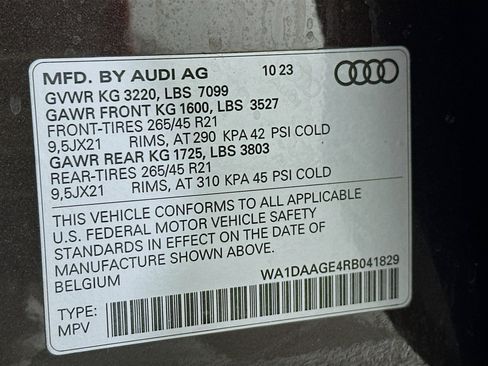 MFD. BY AUDI AG 10 23
GVWR KG 3220, LBS 7099
GAWR FRONT KG 1600, LBS 3527
FRONT-TIRES 265/45 R21
9,5JX21 RIMS, AT 290 KPA 42 PSI COLD
GAWR REAR KG 1725, LBS 3803
REAR-TIRES 265/45 R21
9,5JX21 RIMS, AT 310 KPA 45 PSI COLD
THIS VEHICLE CONFORMS TO ALL APPLICABLE
U.S. FEDERAL MOTOR VEHICLE SAFETY
STANDARDS IN EFFECT ON THE DATE OF
MANUFACTURE SHOWN ABOVE.
BELGIUM WA1DAAGE4RB041829
TYPE:
MPV